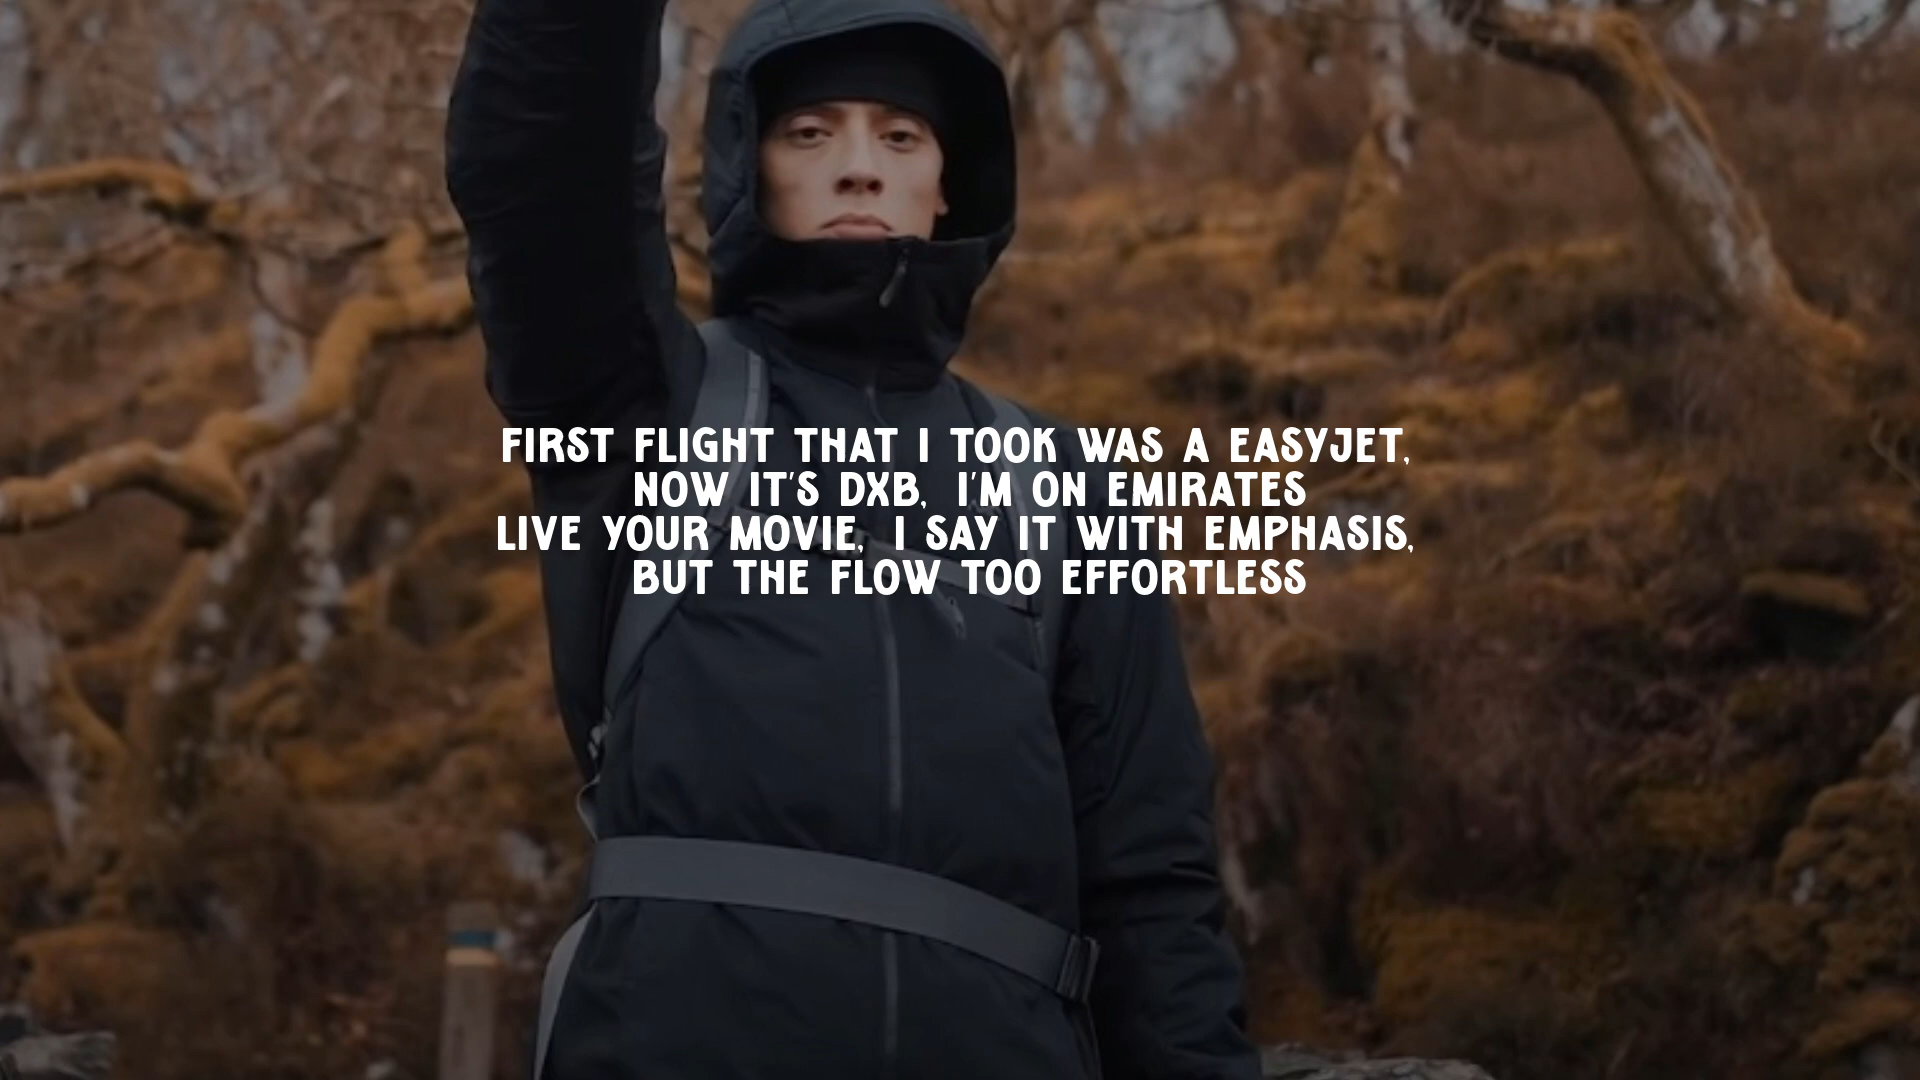 FIRST FLIGHT THAT I TOOK WAS A EASYJET,
NOW IT'S DXB, I'M ON EMIRATES
LIVE YOUR MOVIE, I SAY IT WITH EMPHASIS,
BUT THE FLOW TOO EFFORTLESS